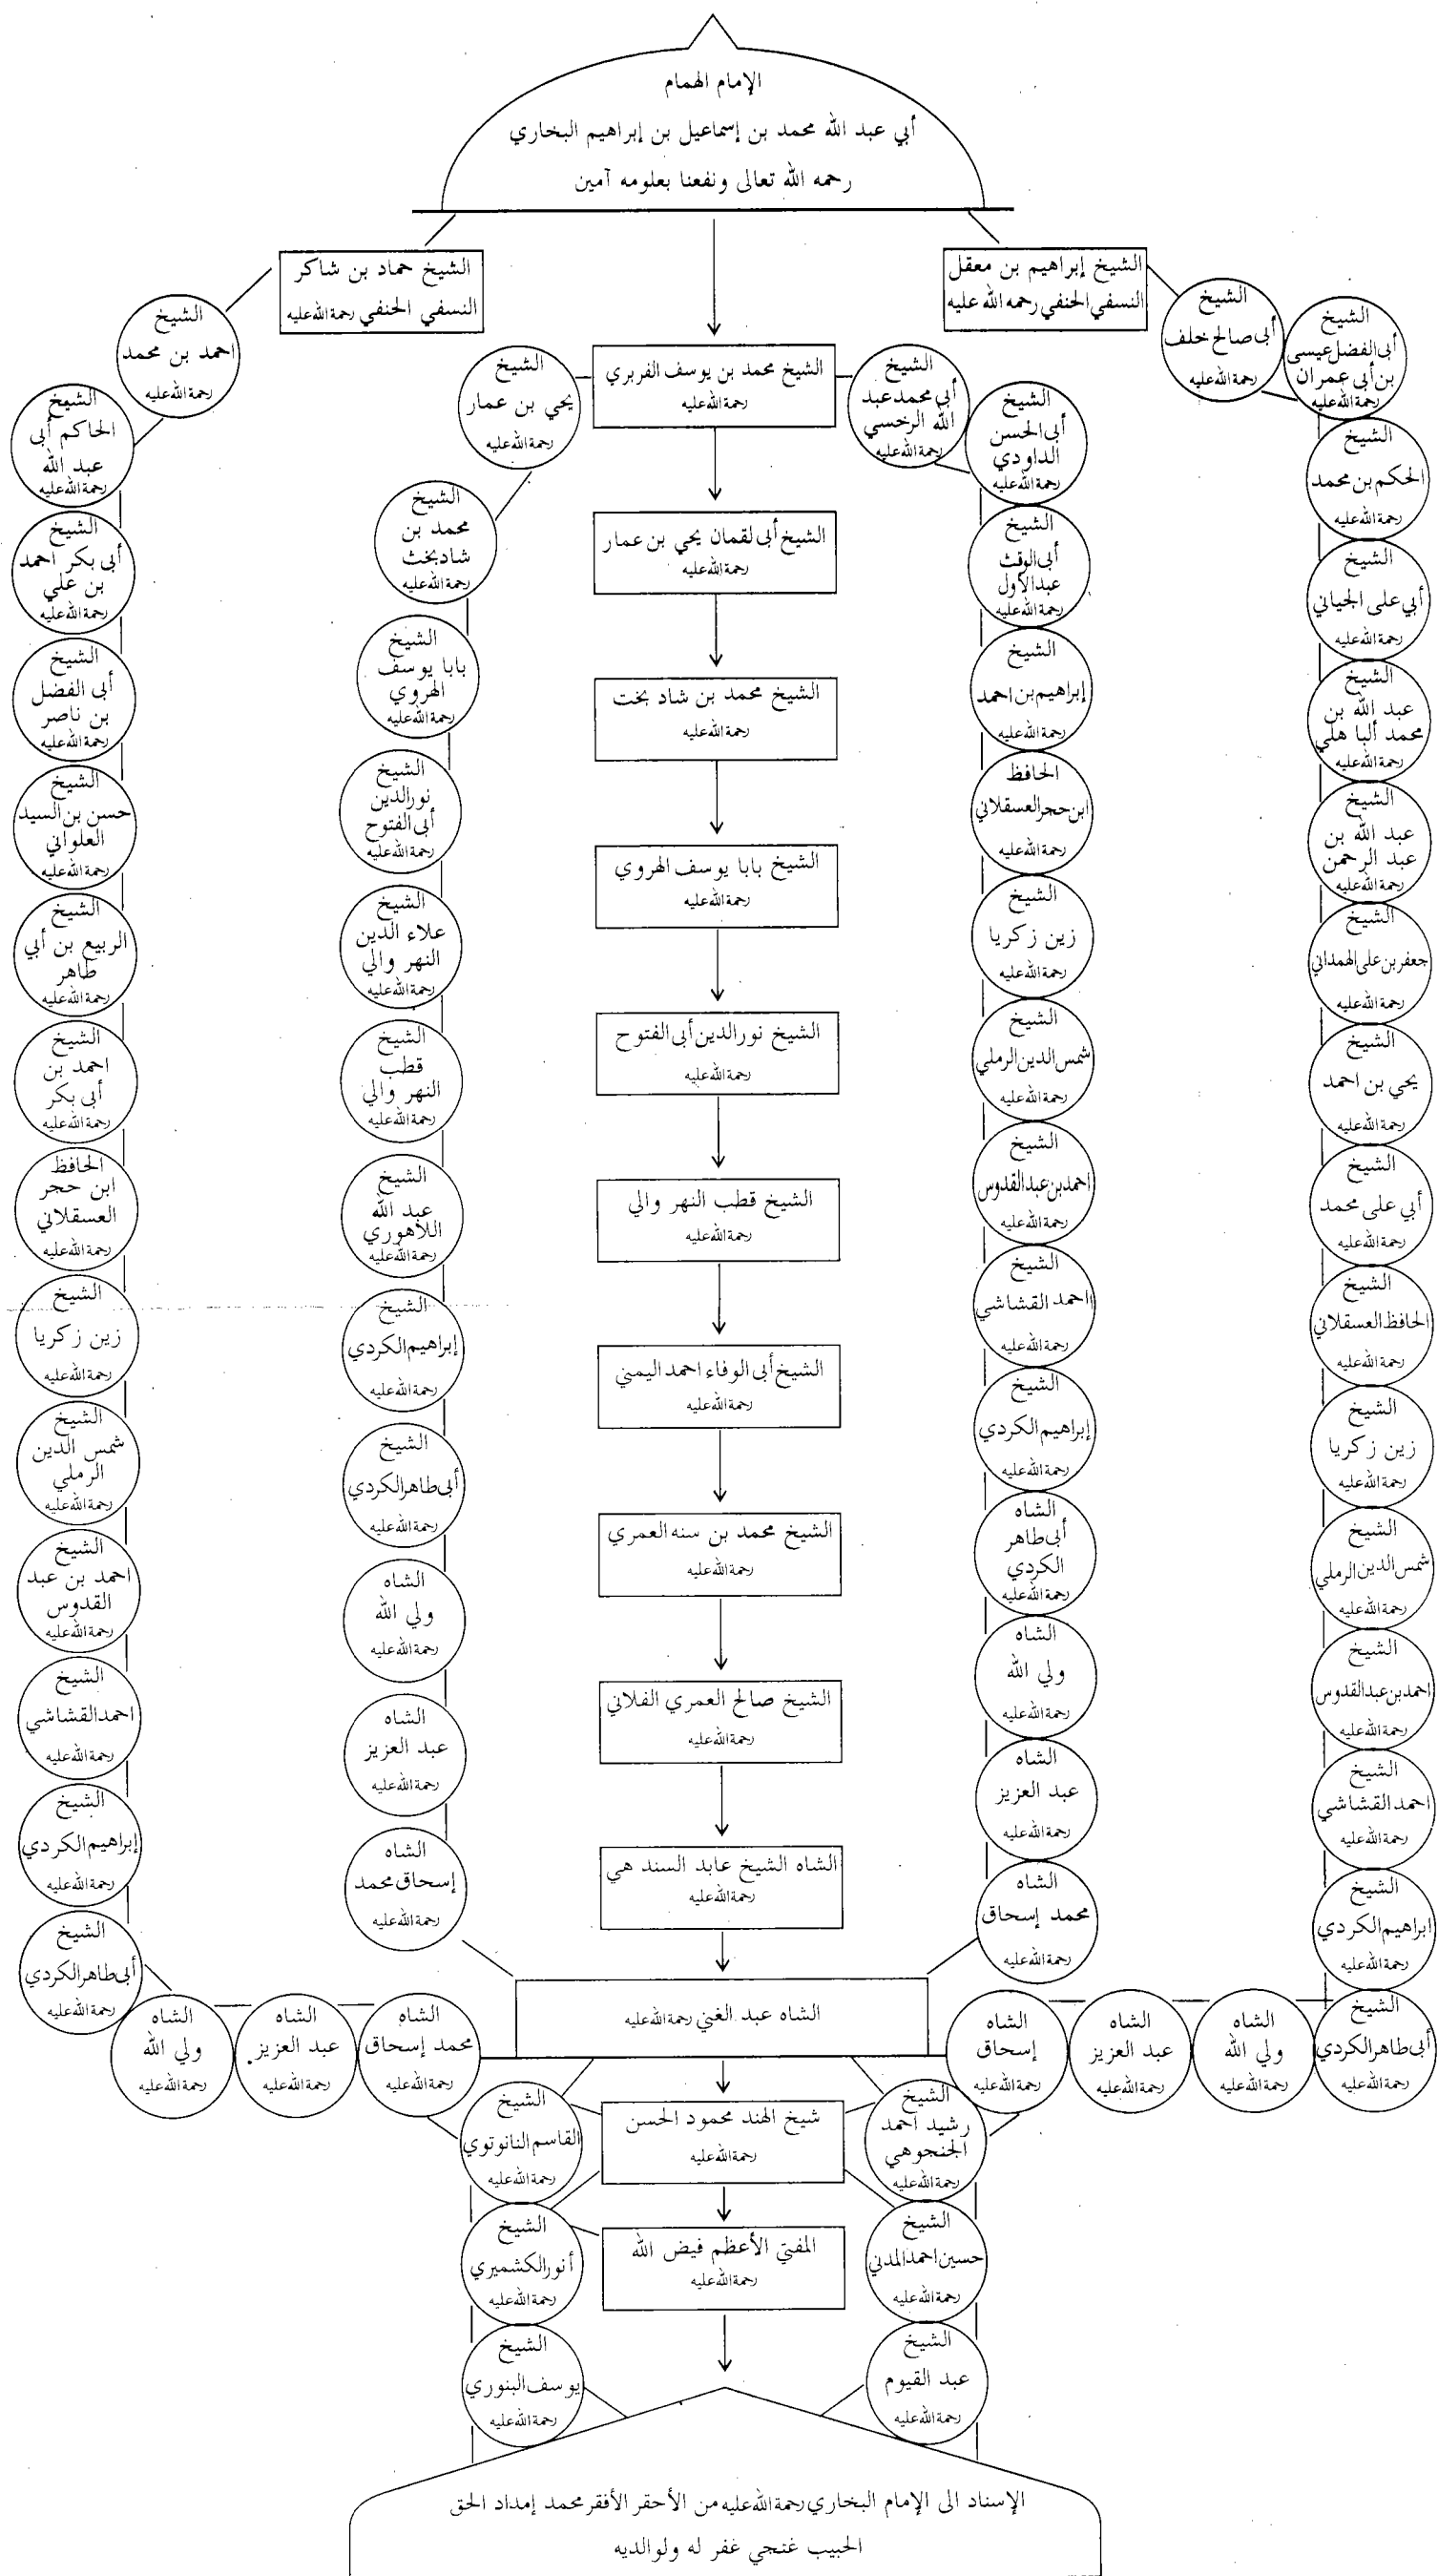 الإمام الهمام
أبي عبد الله محمد بن إسماعيل بن إبراهيم البخاري
رحمه الله تعالى ونفعنا بعلومه آمين
الشيخ إبراهيم بن معقل
النسفي الحنفي رحمه الله عليه
الشيخ
أبى صالح خلف
رحمة الله عليه
الشيخ
أبى الفضل عيسى
بن أبى عمران
رحمة الله عليه
الشيخ
الحكم بن محمد
رحمة الله عليه
الشيخ
أبي على الجياني
رحمة الله عليه
الشيخ
عبد الله بن
محمد ألبا هلي
رحمة الله عليه
الشيخ
عبد الله بن
عبد الرحمن
رحمة الله عليه
الشيخ
جعفر بن على الهمداني
رحمة الله عليه
الشيخ
يحي بن احمد
رحمة الله عليه
الشيخ
أبي على محمد
رحمة الله عليه
الشيخ
الحافظ العسقلاني
رحمة الله عليه
الشيخ
زين زكريا
رحمة الله عليه
الشيخ
شمس الدين الرملي
رحمة الله عليه
الشيخ
احمد بن عبد القدوس
رحمة الله عليه
الشيخ
احمد القشاشي
رحمة الله عليه
الشيخ
ابراهيم الكردي
رحمة الله عليه
الشيخ
أبى طاهر الكردي
رحمة الله عليه
الشاه
ولي الله
رحمة الله عليه
الشاه
عبد العزيز
رحمة الله عليه
الشاه
إسحاق
رحمة الله عليه
الشيخ
أبى محمد عبد
الله الرخسي
رحمة الله عليه
الشيخ
أبى الحسن
الداودي
رحمة الله عليه
الشيخ
أبى الوقت
عبد الأول
رحمة الله عليه
الشيخ
إبراهيم بن احمد
رحمة الله عليه
الحافظ
ابن حجر العسقلاني
رحمة الله عليه
الشيخ
زين زكريا
رحمة الله عليه
الشيخ
شمس الدين الرملي
رحمة الله عليه
الشيخ
احمد بن عبد القدوس
رحمة الله عليه
الشيخ
احمد القشاشي
رحمة الله عليه
الشيخ
إبراهيم الكردي
رحمة الله عليه
الشاه
أبى طاهر
الكردي
رحمة الله عليه
الشاه
ولي الله
رحمة الله عليه
الشاه
عبد العزيز
رحمة الله عليه
الشاه
محمد إسحاق
رحمة الله عليه
الشيخ محمد بن يوسف الفربري
رحمة الله عليه
الشيخ أبى لقمان يحي بن عمار
رحمة الله عليه
الشيخ محمد بن شاد بخت
رحمة الله عليه
الشيخ بابا يوسف الهروي
رحمة الله عليه
الشيخ نور الدين أبى الفتوح
رحمة الله عليه
الشيخ قطب النهر والي
رحمة الله عليه
الشيخ أبى الوفاء احمد اليمني
رحمة الله عليه
الشيخ محمد بن سنه العمري
رحمة الله عليه
الشيخ صالح العمري الفلاني
رحمة الله عليه
الشاه الشيخ عابد السند هي
رحمة الله عليه
الشاه عبد الغني رحمة الله عليه
الشيخ
يحي بن عمار
رحمة الله عليه
الشيخ
محمد بن
شاد بخث
رحمة الله عليه
الشيخ
بابا يوسف
الهروي
رحمة الله عليه
الشيخ
نور الدين
أبى الفتوح
رحمة الله عليه
الشيخ
علاء الدين
النهر والي
رحمة الله عليه
الشيخ
قطب
النهر والي
رحمة الله عليه
الشيخ
عبد الله
اللاهوري
رحمة الله عليه
الشيخ
إبراهيم الكردي
رحمة الله عليه
الشيخ
أبى طاهر الكردي
رحمة الله عليه
الشاه
ولي الله
رحمة الله عليه
الشاه
عبد العزيز
رحمة الله عليه
الشاه
إسحاق محمد
رحمة الله عليه
الشيخ حماد بن شاكر
النسفي الحنفي رحمة الله عليه
الشيخ
احمد بن محمد
رحمة الله عليه
الشيخ
الحاكم أبى
عبد الله
رحمة الله عليه
الشيخ
أبى بكر احمد
بن علي
رحمة الله عليه
الشيخ
أبى الفضل
بن ناصر
رحمة الله عليه
الشيخ
حسن بن السيد
العلواني
رحمة الله عليه
الشيخ
الربيع بن أبي
طاهر
رحمة الله عليه
الشيخ
احمد بن
أبى بكر
رحمة الله عليه
الحافظ
ابن حجر
العسقلاني
رحمة الله عليه
الشيخ
زين زكريا
رحمة الله عليه
الشيخ
شمس الدين
الرملي
رحمة الله عليه
الشيخ
احمد بن عبد
القدوس
رحمة الله عليه
الشيخ
احمد القشاشي
رحمة الله عليه
الشيخ
إبراهيم الكردي
رحمة الله عليه
الشيخ
أبى طاهر الكردي
رحمة الله عليه
الشاه
ولي الله
رحمة الله عليه
الشاه
عبد العزيز
رحمة الله عليه
الشاه
محمد إسحاق
رحمة الله عليه
الشيخ
رشيد احمد
الجنجوهي
رحمة الله عليه
شيخ الهند محمود الحسن
رحمة الله عليه
الشيخ
القاسم النانوتوي
رحمة الله عليه
الشيخ
حسين احمد المدني
رحمة الله عليه
المفتي الأعظم فيض الله
رحمة الله عليه
الشيخ
أنور الكشميري
رحمة الله عليه
الشيخ
عبد القيوم
رحمة الله عليه
الشيخ
يوسف البنوري
رحمة الله عليه
الإسناد الى الإمام البخاري رحمة الله عليه من الأحقر الأفقر محمد إمداد الحق
الحبيب غنجي غفر له ولوالديه